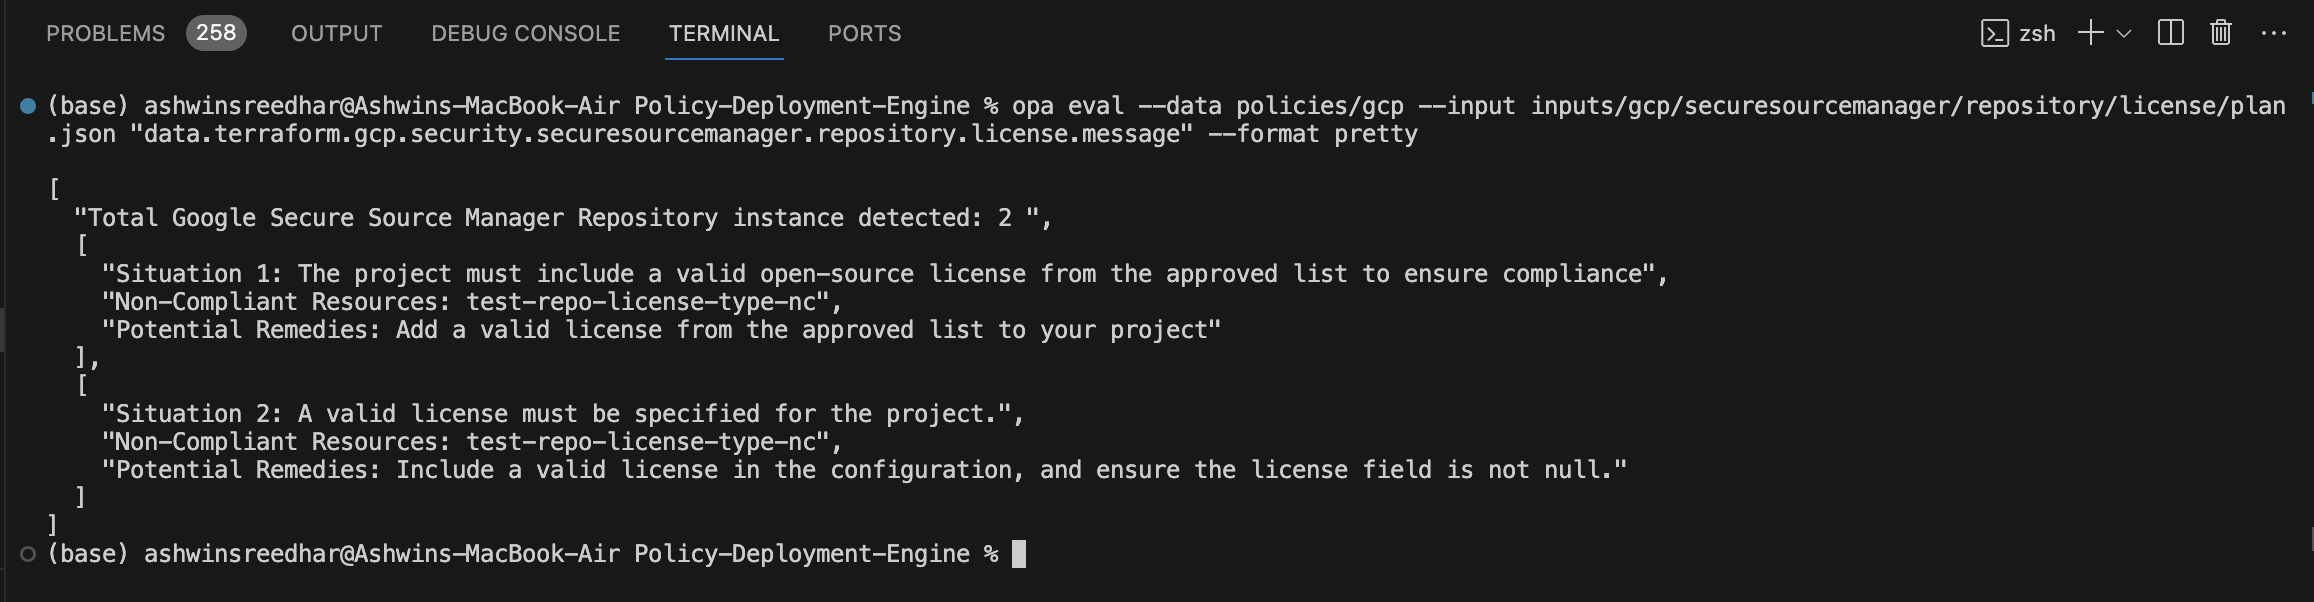 PROBLEMS 258 OUTPUT DEBUG CONSOLE TERMINAL PORTS zsh
(base) ashwinsreedhar@Ashwins-MacBook-Air Policy-Deployment-Engine % opa eval --data policies/gcp --input inputs/gcp/securesourcemanager/repository/license/plan
.json "data.terraform.gcp.security.securesourcemanager.repository.license.message" --format pretty
[
"Total Google Secure Source Manager Repository instance detected: 2 ",
[
"Situation 1: The project must include a valid open-source license from the approved list to ensure compliance",
"Non-Compliant Resources: test-repo-license-type-nc",
"Potential Remedies: Add a valid license from the approved list to your project"
],
[
"Situation 2: A valid license must be specified for the project.",
"Non-Compliant Resources: test-repo-license-type-nc",
"Potential Remedies: Include a valid license in the configuration, and ensure the license field is not null."
]
]
(base) ashwinsreedhar@Ashwins-MacBook-Air Policy-Deployment-Engine %